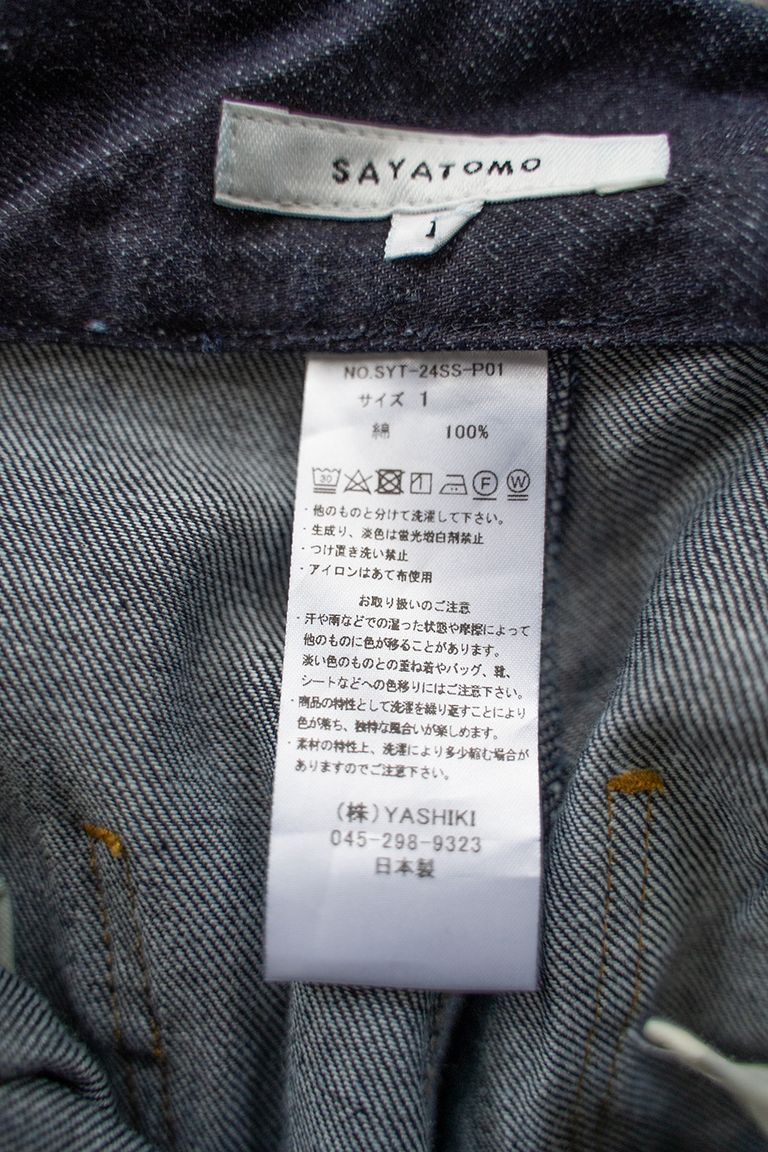 SAYATOMO
1
NO.SYT-24SS-P01
サイズ 1
綿 100%
30 F W
・他のものと分けて洗濯して下さい。
・生成り、淡色は蛍光増白剤禁止
・つけ置き洗い禁止
・アイロンはあて布使用
お取り扱いのご注意
・汗や雨などでの湿った状態や摩擦によって
他のものに色が移ることがあります。
淡い色のものとの重ね着やバッグ、靴、
シートなどへの色移りにはご注意下さい。
・商品の特性として洗濯を繰り返すことにより
色が落ち、独特な風合いが楽しめます。
・素材の特性上、洗濯により多少縮む場合が
ありますのでご注意下さい。
(株)YASHIKI
045-298-9323
日本製